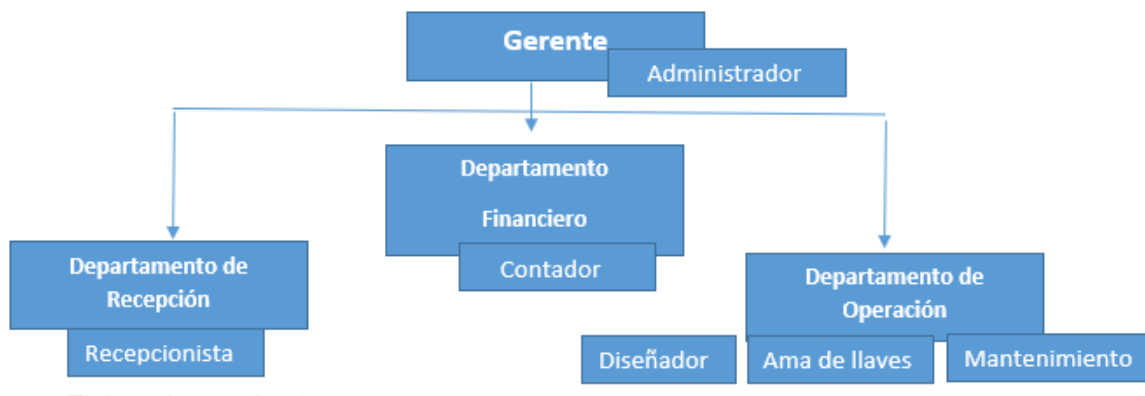 Gerente
Administrador
Departamento
Financiero
Contador
Departamento de
Recepción
Recepcionista
Departamento de
Operación
Diseñador
Ama de llaves
Mantenimiento